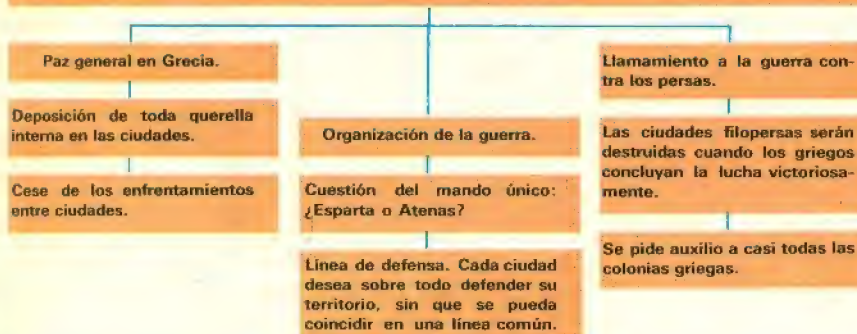 Paz general en Grecia.
Deposición de toda querella
interna en las ciudades.
Cese de los enfrentamientos
entre ciudades.
Organización de la guerra.
Cuestión del mando único:
¿Esparta o Atenas?
Línea de defensa. Cada ciudad
desea sobre todo defender su
territorio, sin que se pueda
coincidir en una línea común.
Llamamiento a la guerra con-
tra los persas.
Las ciudades filopersas serán
destruidas cuando los griegos
concluyan la lucha victoriosa-
mente.
Se pide auxilio a casi todas las
colonias griegas.